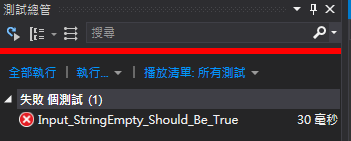 測試總管
搜尋
全部執行 | 執行... | 播放清單: 所有測試
失敗 個測試 (1)
Input_StringEmpty_Should_Be_True 30 毫秒